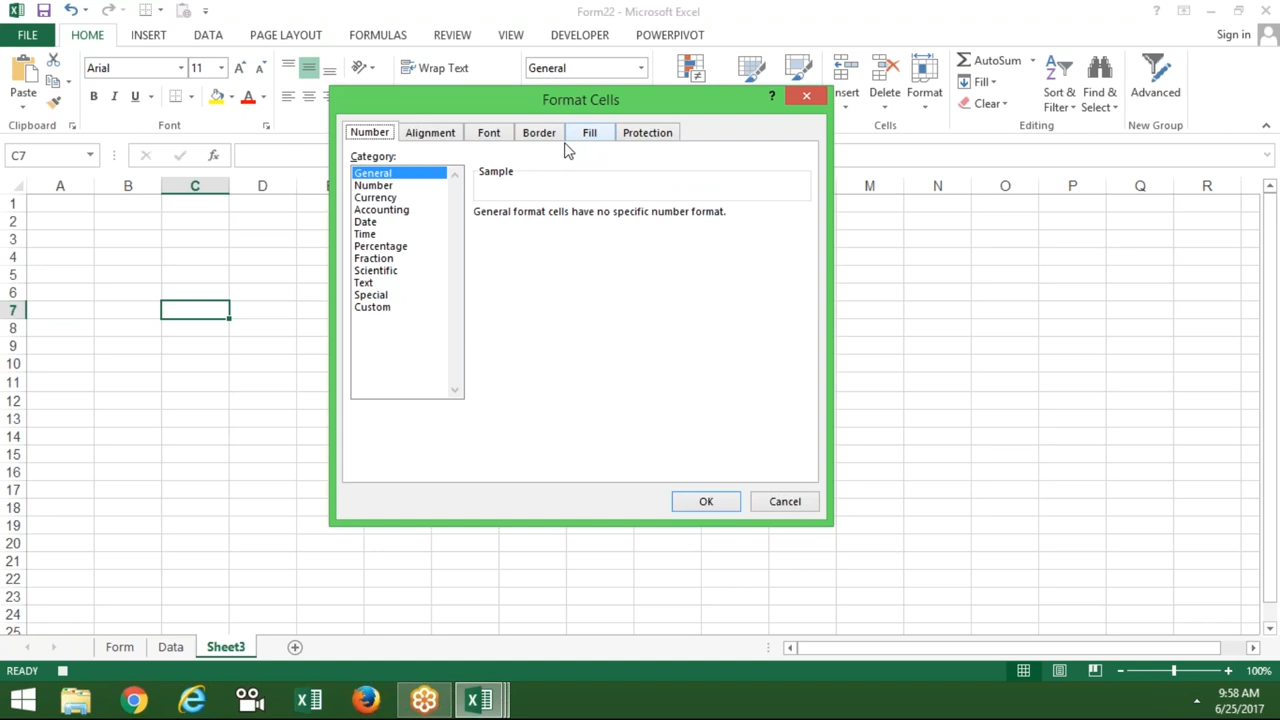 Form22 - Microsoft Excel
FILE HOME INSERT DATA PAGE LAYOUT FORMULAS REVIEW VIEW DEVELOPER POWERPIVOT Sign in
Paste
Arial 11
B I U
Wrap Text
General
Insert Delete Format
AutoSum
Fill
Clear
Sort & Filter
Find & Select
Advanced
Clipboard Font Cells Editing New Group
C7
fx
A B C D M N O P Q R
1
2
3
4
5
6
7
8
9
10
11
12
13
14
15
16
17
18
19
20
21
22
23
24
25
Format Cells
Number Alignment Font Border Fill Protection
Category:
General
Number
Currency
Accounting
Date
Time
Percentage
Fraction
Scientific
Text
Special
Custom
Sample
General format cells have no specific number format.
OK Cancel
Form Data Sheet3
READY 100%
9:58 AM
6/25/2017